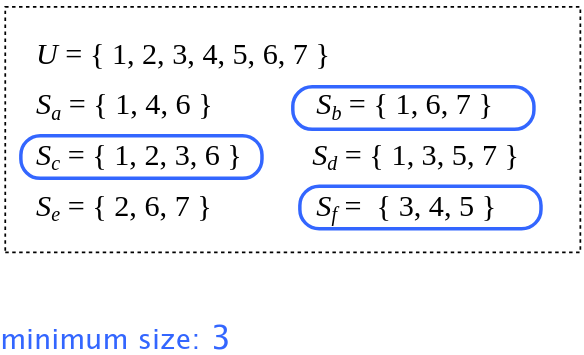 U = { 1, 2, 3, 4, 5, 6, 7 }
Sa = { 1, 4, 6 } Sb = { 1, 6, 7 }
Sc = { 1, 2, 3, 6 } Sd = { 1, 3, 5, 7 }
Se = { 2, 6, 7 } Sf = { 3, 4, 5 }
minimum size: 3